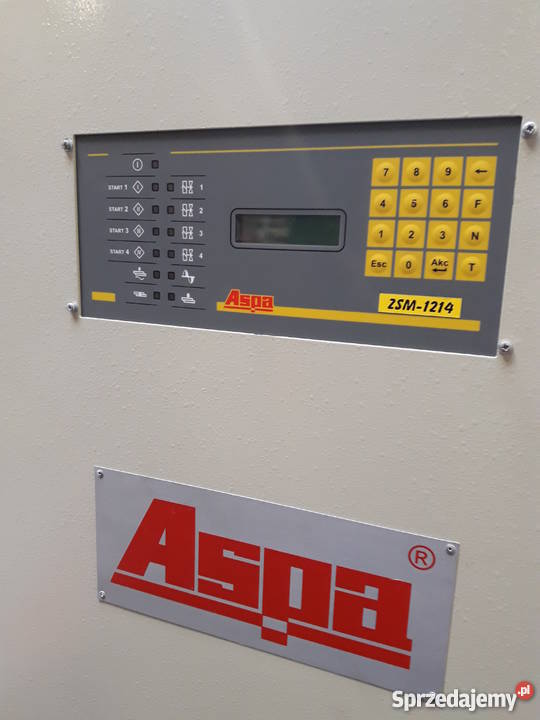 START 1 1
START 2 2
START 3 3
START 4 4
Aspa
ZSM-1214
7 8 9 ←
4 5 6 F
1 2 3 N
Esc 0 Akc T
Aspa ®
Sprzedajemy.pl